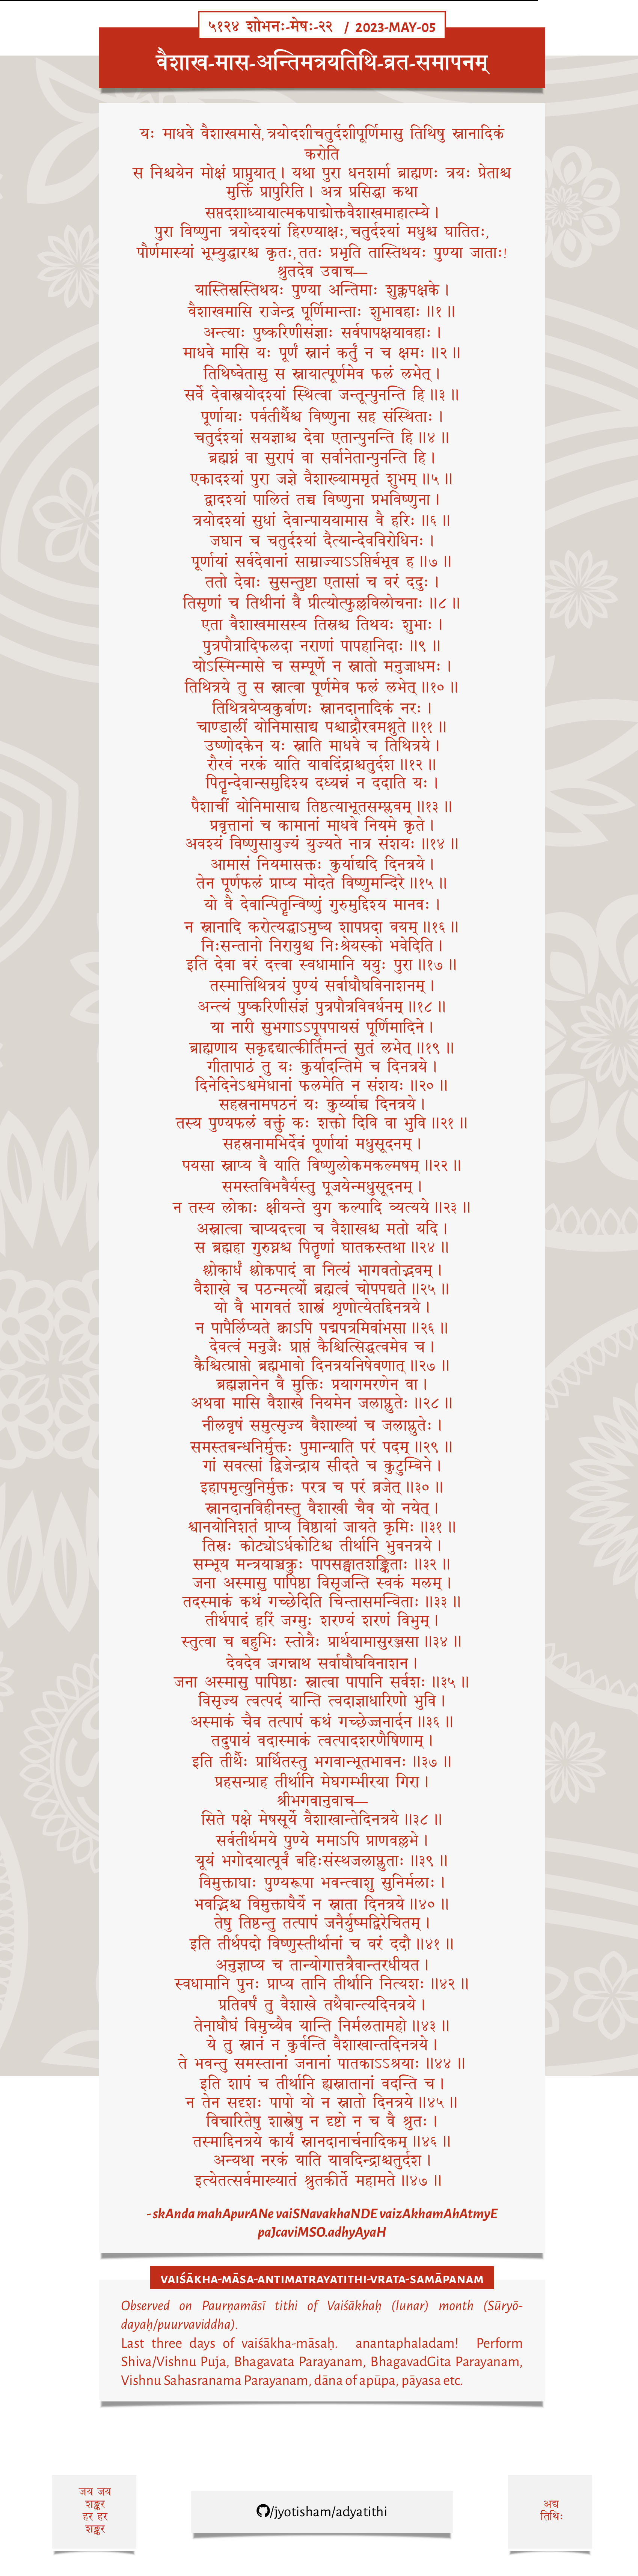 ५१२४ शोभनः-मेषः-२२ / 2023-MAY-05
वैशाख-मास-अन्तिमत्रयतिथि-व्रत-समापनम्
यः माधवे वैशाखमासे, त्रयोदशीचतुर्दशीपूर्णिमासु तिथिषु स्नानादिकं
करोति
स निश्चयेन मोक्षं प्राप्नुयात् । यथा पुरा धनशर्मा ब्राह्मणः त्रयः प्रेताश्च
मुक्तिं प्रापुरिति । अत्र प्रसिद्धा कथा
सप्तदशाध्यायात्मकपाद्मोक्तवैशाखमाहात्म्ये ।
पुरा विष्णुना त्रयोदश्यां हिरण्याक्षः, चतुर्दश्यां मधुश्च घातितः,
पौर्णमास्यां भूम्युद्धारश्च कृतः, ततः प्रभृति तास्तिथयः पुण्या जाताः!
श्रुतदेव उवाच—
यास्तिस्रस्तिथयः पुण्या अन्तिमाः शुक्लपक्षके ।
वैशाखमासि राजेन्द्र पूर्णिमान्ताः शुभावहाः ॥१॥
अन्त्याः पुष्करिणीसंज्ञाः सर्वपापक्षयावहाः ।
माधवे मासि यः पूर्णं स्नानं कर्तुं न च क्षमः ॥२॥
तिथिष्वेतासु स स्नायात्पूर्णमेव फलं लभेत् ।
सर्वे देवास्त्रयोदश्यां स्थित्वा जन्तून्पुनन्ति हि ॥३॥
पूर्णायाः पर्वतीर्थैश्च विष्णुना सह संस्थिताः ।
चतुर्दश्यां सयज्ञाश्च देवा एतान्पुनन्ति हि ॥४॥
ब्रह्मघ्नं वा सुरापं वा सर्वानेतान्पुनन्ति हि ।
एकादश्यां पुरा जज्ञे वैशाख्याममृतं शुभम् ॥५॥
द्वादश्यां पालितं तच्च विष्णुना प्रभविष्णुना ।
त्रयोदश्यां सुधां देवान्पाययामास वै हरिः ॥६॥
जघान च चतुर्दश्यां दैत्यान्देवविरोधिनः ।
पूर्णायां सर्वदेवानां साम्राज्याऽऽप्तिर्बभूव ह ॥७॥
ततो देवाः सुसन्तुष्टा एतासां च वरं ददुः ।
तिसृणां च तिथीनां वै प्रीत्योत्फुल्लविलोचनाः ॥८॥
एता वैशाखमासस्य तिस्रश्च तिथयः शुभाः ।
पुत्रपौत्रादिफलदा नराणां पापहानिदाः ॥९॥
योऽस्मिन्मासे च सम्पूर्णे न स्नातो मनुजाधमः ।
तिथित्रये तु स स्नात्वा पूर्णमेव फलं लभेत् ॥१०॥
तिथित्रयेप्यकुर्वाणः स्नानदानादिकं नरः ।
चाण्डालीं योनिमासाद्य पश्चाद्रौरवमश्नुते ॥११॥
उष्णोदकेन यः स्नाति माधवे च तिथित्रये ।
रौरवं नरकं याति यावदिंद्राश्चतुर्दश ॥१२॥
पितॄन्देवान्समुद्दिश्य दध्यन्नं न ददाति यः ।
पैशाचीं योनिमासाद्य तिष्ठत्याभूतसम्प्लवम् ॥१३॥
प्रवृत्तानां च कामानां माधवे नियमे कृते ।
अवश्यं विष्णुसायुज्यं युज्यते नात्र संशयः ॥१४॥
आमासं नियमासक्तः कुर्याद्यदि दिनत्रये ।
तेन पूर्णफलं प्राप्य मोदते विष्णुमन्दिरे ॥१५॥
यो वै देवान्पितॄन्विष्णुं गुरुमुद्दिश्य मानवः ।
न स्नानादि करोत्यद्धाऽमुष्य शापप्रदा वयम् ॥१६॥
निःसन्तानो निरायुश्च निःश्रेयस्को भवेदिति ।
इति देवा वरं दत्त्वा स्वधामानि ययुः पुरा ॥१७॥
तस्मात्तिथित्रयं पुण्यं सर्वाघौघविनाशनम् ।
अन्त्यं पुष्करिणीसंज्ञं पुत्रपौत्रविवर्धनम् ॥१८॥
या नारी सुभगाऽऽपूपपायसं पूर्णिमादिने ।
ब्राह्मणाय सकृद्दद्यात्कीर्तिमन्तं सुतं लभेत् ॥१९॥
गीतापाठं तु यः कुर्यादन्तिमे च दिनत्रये ।
दिनेदिनेऽश्वमेधानां फलमेति न संशयः ॥२०॥
सहस्रनामपठनं यः कुर्य्याच्च दिनत्रये ।
तस्य पुण्यफलं वक्तुं कः शक्तो दिवि वा भुवि ॥२१॥
सहस्रनामभिर्देवं पूर्णायां मधुसूदनम् ।
पयसा स्नाप्य वै याति विष्णुलोकमकल्मषम् ॥२२॥
समस्तविभवैर्यस्तु पूजयेन्मधुसूदनम् ।
न तस्य लोकाः क्षीयन्ते युग कल्पादि व्यत्यये ॥२३॥
अस्नात्वा चाप्यदत्त्वा च वैशाखश्च मतो यदि ।
स ब्रह्महा गुरुघ्नश्च पितॄणां घातकस्तथा ॥२४॥
श्लोकार्धं श्लोकपादं वा नित्यं भागवतोद्भवम् ।
वैशाखे च पठन्मर्त्यो ब्रह्मत्वं चोपपद्यते ॥२५॥
यो वै भागवतं शास्त्रं शृणोत्येतद्दिनत्रये ।
न पापैर्लिप्यते क्वाऽपि पद्मपत्रमिवांभसा ॥२६॥
देवत्वं मनुजैः प्राप्तं कैश्चित्सिद्धत्वमेव च ।
कैश्चित्प्राप्तो ब्रह्मभावो दिनत्रयनिषेवणात् ॥२७॥
ब्रह्मज्ञानेन वै मुक्तिः प्रयागमरणेन वा ।
अथवा मासि वैशाखे नियमेन जलाप्लुतेः ॥२८॥
नीलवृषं समुत्सृज्य वैशाख्यां च जलाप्लुतेः ।
समस्तबन्धनिर्मुक्तः पुमान्याति परं पदम् ॥२९॥
गां सवत्सां द्विजेन्द्राय सीदते च कुटुम्बिने ।
इहापमृत्युनिर्मुक्तः परत्र च परं व्रजेत् ॥३०॥
स्नानदानविहीनस्तु वैशाखी चैव यो नयेत् ।
श्वानयोनिशतं प्राप्य विष्ठायां जायते कृमिः ॥३१॥
तिस्रः कोट्योऽर्धकोटिश्च तीर्थानि भुवनत्रये ।
सम्भूय मन्त्रयाञ्चक्रुः पापसङ्घातशङ्किताः ॥३२॥
जना अस्मासु पापिष्ठा विसृजन्ति स्वकं मलम् ।
तदस्माकं कथं गच्छेदिति चिन्तासमन्विताः ॥३३॥
तीर्थपादं हरिं जग्मुः शरण्यं शरणं विभुम् ।
स्तुत्वा च बहुभिः स्तोत्रैः प्रार्थयामासुरञ्जसा ॥३४॥
देवदेव जगन्नाथ सर्वाघौघविनाशन ।
जना अस्मासु पापिष्ठाः स्नात्वा पापानि सर्वशः ॥३५॥
विसृज्य त्वत्पदं यान्ति त्वदाज्ञाधारिणो भुवि ।
अस्माकं चैव तत्पापं कथं गच्छेज्जनार्दन ॥३६॥
तदुपायं वदास्माकं त्वत्पादशरणैषिणाम् ।
इति तीर्थैः प्रार्थितस्तु भगवान्भूतभावनः ॥३७॥
प्रहसन्प्राह तीर्थानि मेघगम्भीरया गिरा ।
श्रीभगवानुवाच—
सिते पक्षे मेषसूर्ये वैशाखान्तेदिनत्रये ॥३८॥
सर्वतीर्थमये पुण्ये ममाऽपि प्राणवल्लभे ।
यूयं भगोदयात्पूर्वं बहिःसंस्थजलाप्लुताः ॥३९॥
विमुक्ताघाः पुण्यरूपा भवन्त्वाशु सुनिर्मलाः ।
भवद्भिश्च विमुक्ताघैर्ये न स्नाता दिनत्रये ॥४०॥
तेषु तिष्ठन्तु तत्पापं जनैर्युष्मद्विरेचितम् ।
इति तीर्थपदो विष्णुस्तीर्थानां च वरं ददौ ॥४१॥
अनुज्ञाप्य च तान्योगात्तत्रैवान्तरधीयत ।
स्वधामानि पुनः प्राप्य तानि तीर्थानि नित्यशः ॥४२॥
प्रतिवर्षं तु वैशाखे तथैवान्त्यदिनत्रये ।
तेनाघौघं विमुच्यैव यान्ति निर्मलतामहो ॥४३॥
ये तु स्नानं न कुर्वन्ति वैशाखान्तदिनत्रये ।
ते भवन्तु समस्तानां जनानां पातकाऽऽश्रयाः ॥४४॥
इति शापं च तीर्थानि ह्यस्नातानां वदन्ति च ।
न तेन सदृशः पापो यो न स्नातो दिनत्रये ॥४५॥
विचारितेषु शास्त्रेषु न दृष्टो न च वै श्रुतः ।
तस्माद्दिनत्रये कार्यं स्नानदानार्चनादिकम् ॥४६॥
अन्यथा नरकं याति यावदिन्द्राश्चतुर्दश ।
इत्येतत्सर्वमाख्यातं श्रुतकीर्ते महामते ॥४७॥
- skAnda mahApurANe vaiSNavakhaNDE vaizAkhamAhAtmyE
paJcaviMSO.adhyAyaH
VAIŚĀKHA-MĀSA-ANTIMATRAYATITHI-VRATA-SAMĀPANAM
Observed on Paurṇamāsī tithi of Vaiśākhaḥ (lunar) month (Sūryō-
dayaḥ/puurvaviddha).
Last three days of vaiśākha-māsaḥ. anantaphaladam! Perform
Shiva/Vishnu Puja, Bhagavata Parayanam, BhagavadGita Parayanam,
Vishnu Sahasranama Parayanam, dāna of apūpa, pāyasa etc.
जय जय
शङ्कर
हर हर
शङ्कर
/jyotisham/adyatithi
अद्य
तिथिः